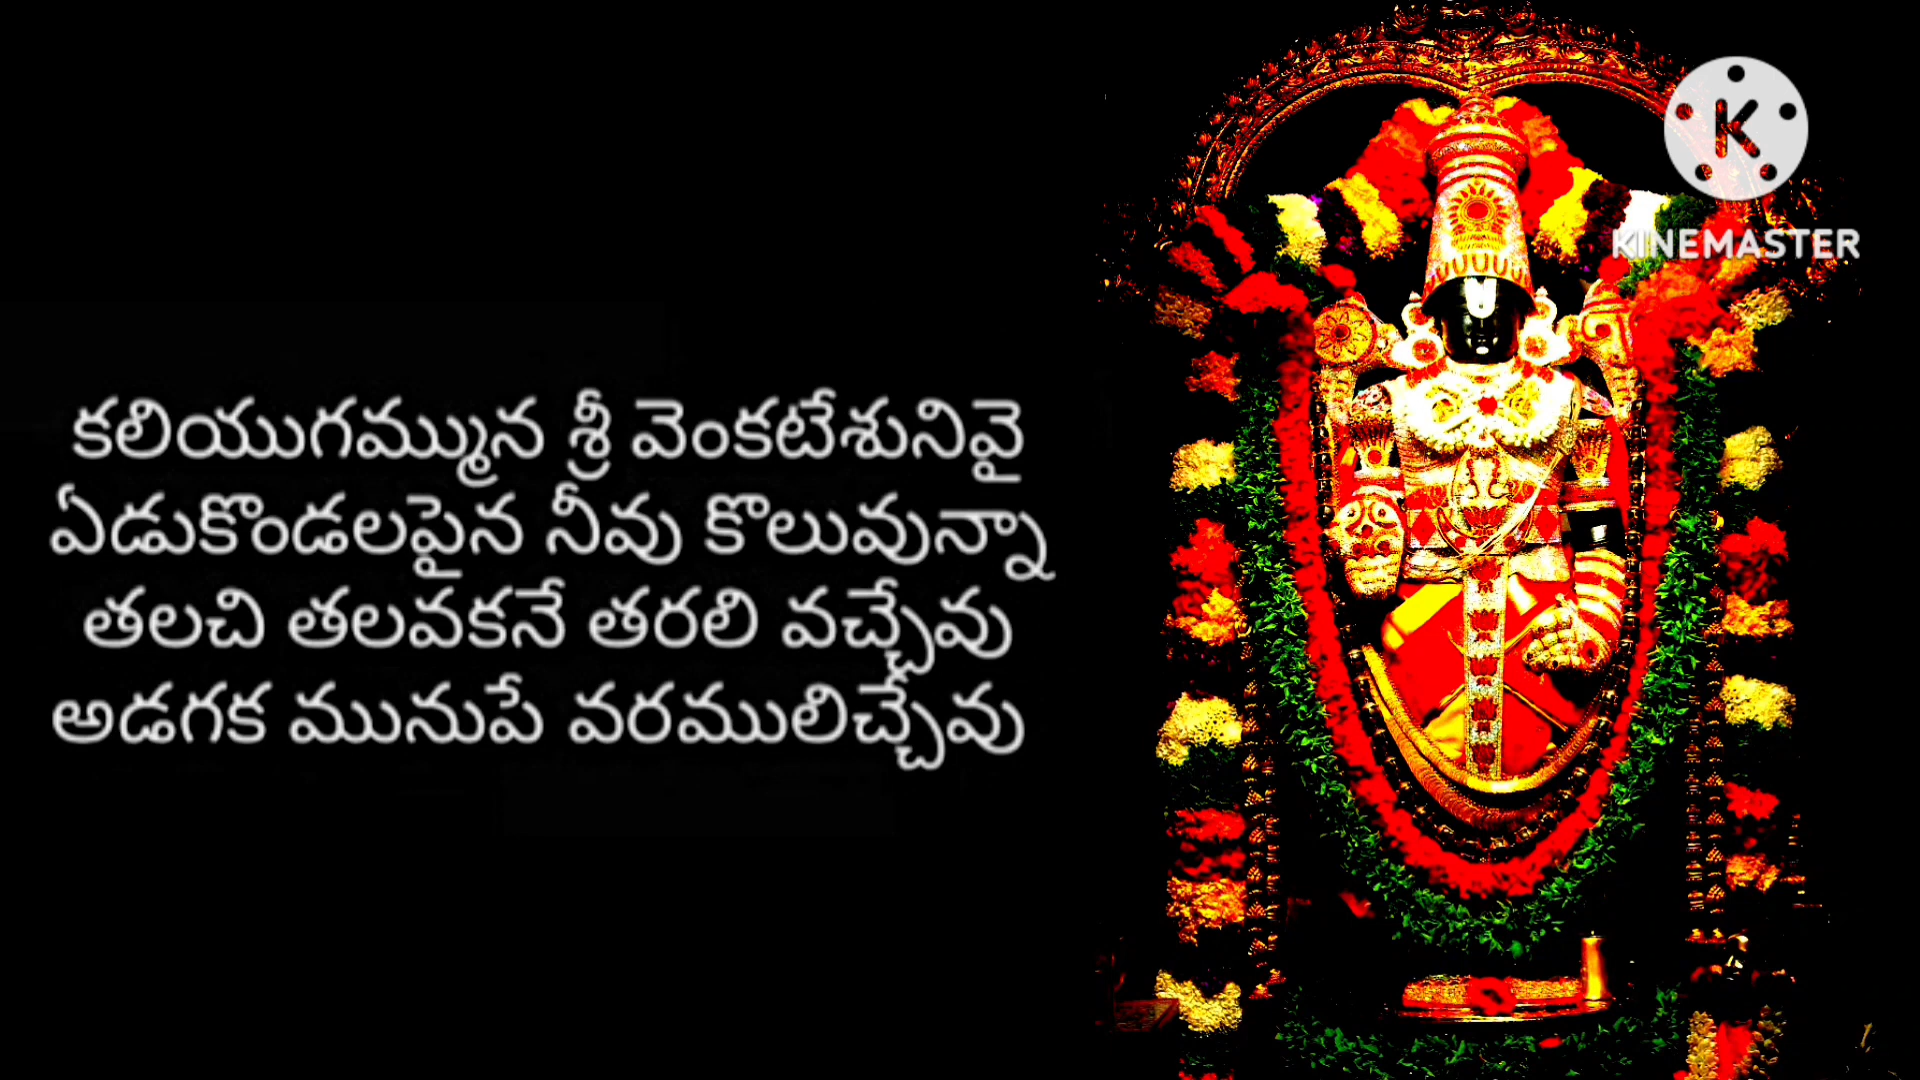 కలియుగమ్మున శ్రీ వెంకటేశునివై
ఏడుకొండలపైన నీవు కొలువున్నా
తలచి తలవకనే తరలి వచ్చేవు
అడగక మునుపే వరములిచ్చేవు
K
KINEMASTER